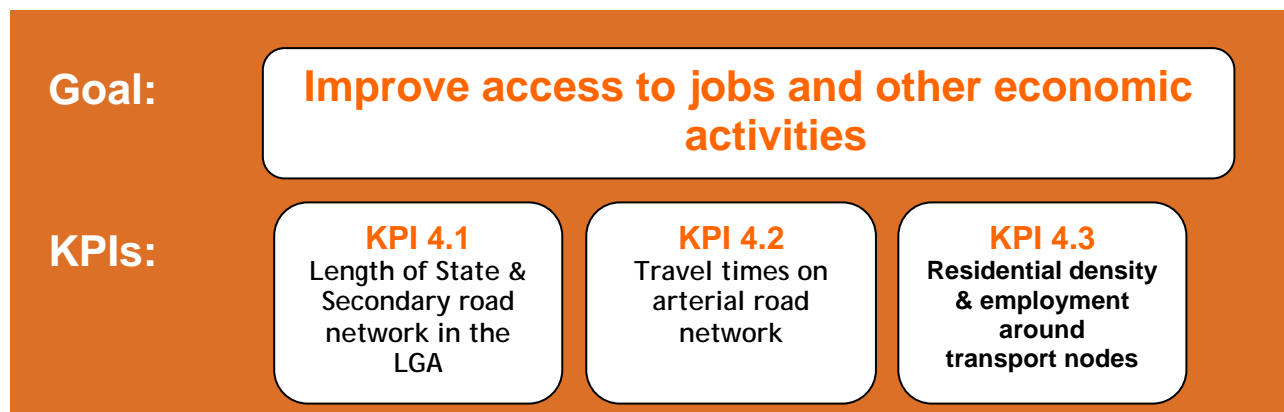 Goal:
Improve access to jobs and other economic
activities
KPIs:
KPI 4.1
Length of State &
Secondary road
network in the
LGA
KPI 4.2
Travel times on
arterial road
network
KPI 4.3
Residential density
& employment
around
transport nodes